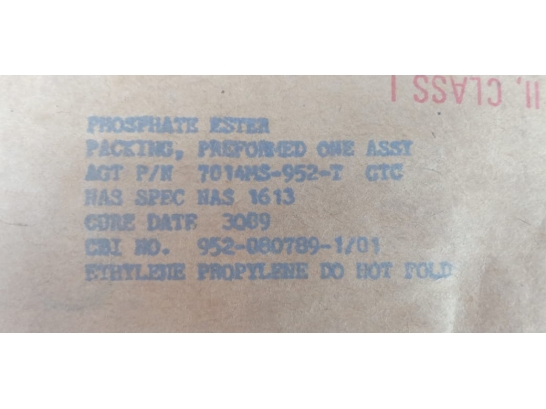 II, CLASS I
PHOSPHATE ESTER
PACKING, PREFORMED ONE ASSY
AGT P/N 7014MS-952-T GTC
NAS SPEC NAS 1613
CURE DATE 3Q89
CBI NO. 952-080789-1/01
ETHYLENE PROPYLENE DO NOT FOLD